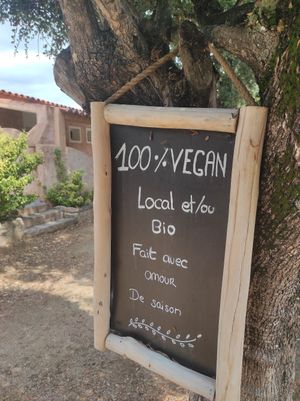 100% VEGAN
Local et/ou
Bio
Fait avec
amour
De saison